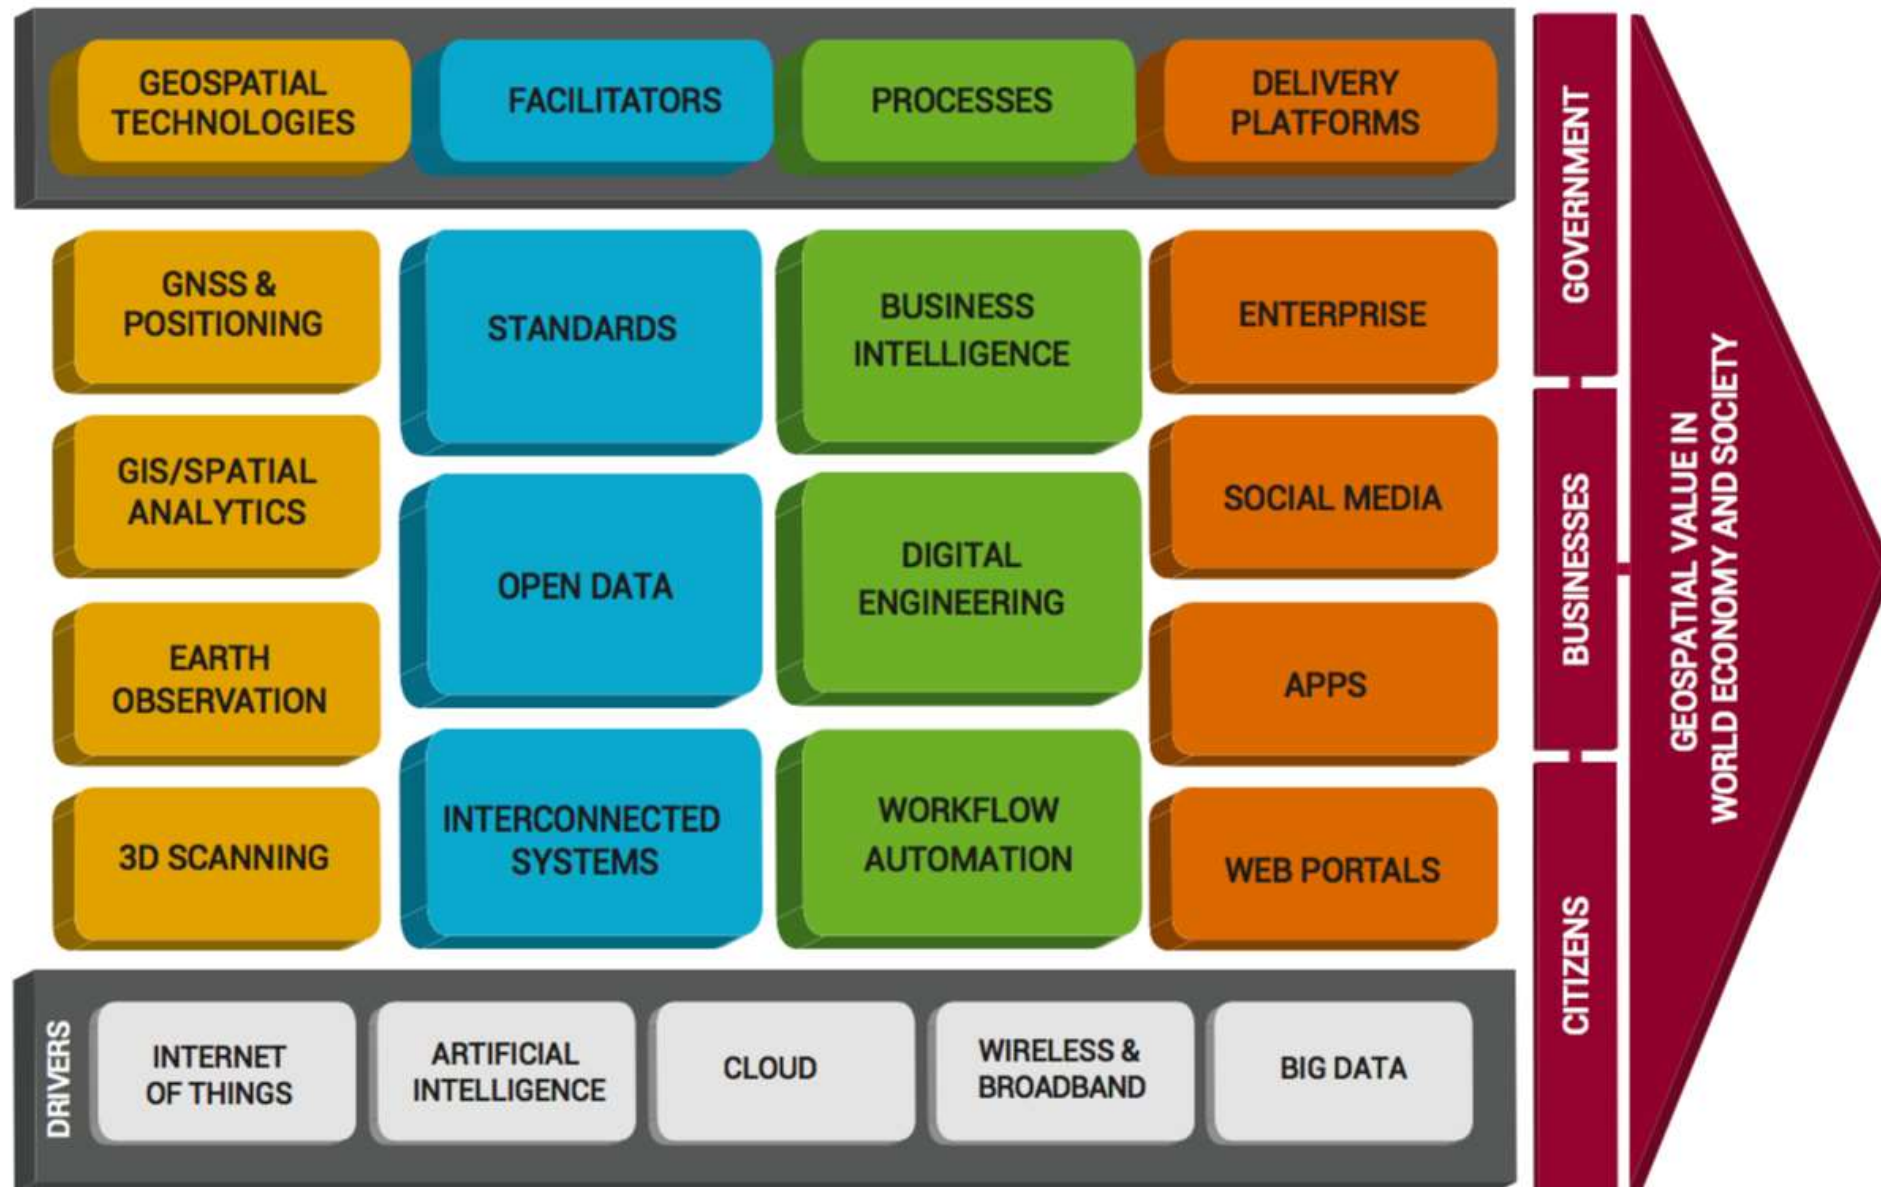 GEOSPATIAL
TECHNOLOGIES
FACILITATORS
PROCESSES
DELIVERY
PLATFORMS
GNSS &
POSITIONING
GIS/SPATIAL
ANALYTICS
EARTH
OBSERVATION
3D SCANNING
STANDARDS
OPEN DATA
INTERCONNECTED
SYSTEMS
BUSINESS
INTELLIGENCE
DIGITAL
ENGINEERING
WORKFLOW
AUTOMATION
ENTERPRISE
SOCIAL MEDIA
APPS
WEB PORTALS
DRIVERS
INTERNET
OF THINGS
ARTIFICIAL
INTELLIGENCE
CLOUD
WIRELESS &
BROADBAND
BIG DATA
GOVERNMENT
BUSINESSES
CITIZENS
GEOSPATIAL VALUE IN
WORLD ECONOMY AND SOCIETY